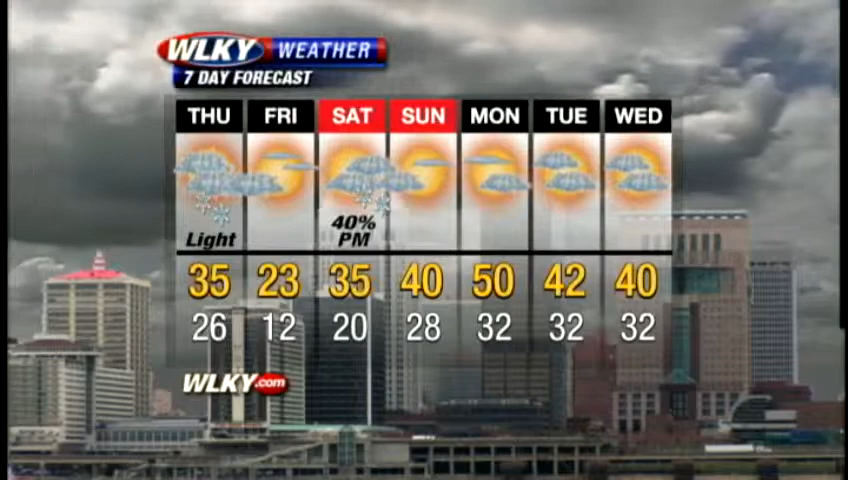 WLKY WEATHER
7 DAY FORECAST
THU FRI SAT SUN MON TUE WED
Light 40% PM
35 23 35 40 50 42 40
26 12 20 28 32 32 32
WLKY.com